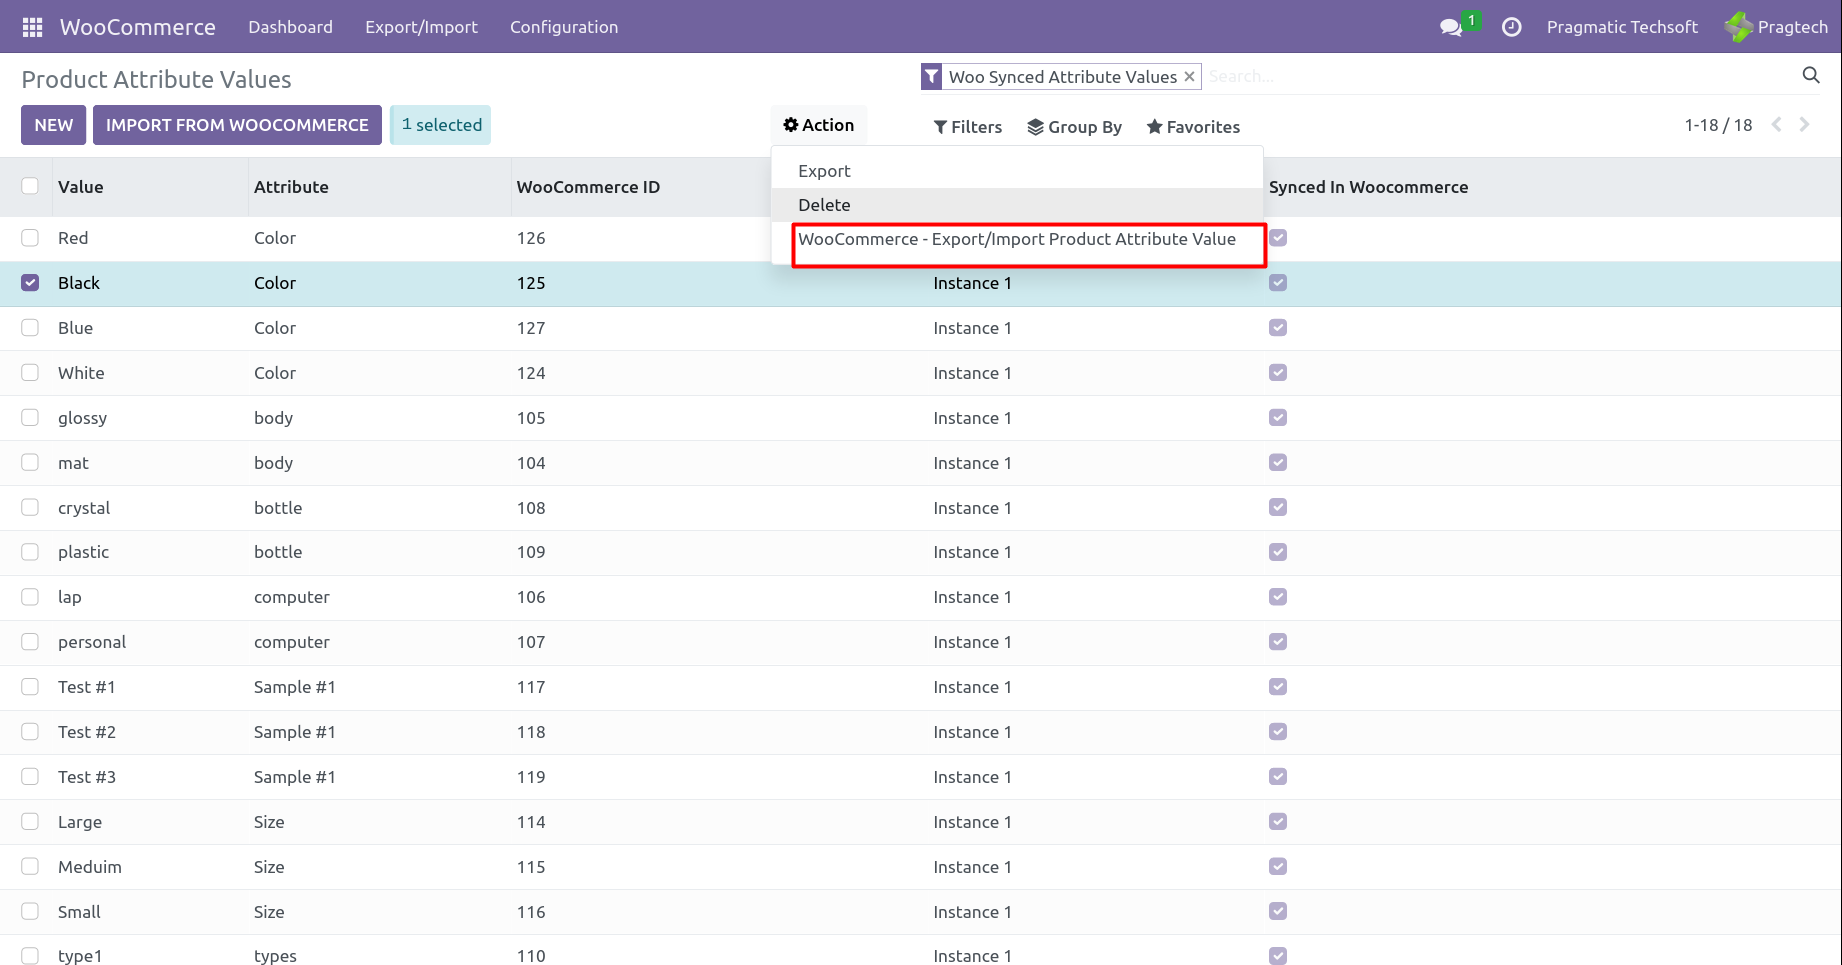 WooCommerce Dashboard Export/Import Configuration 1 Pragmatic Techsoft Pragtech
Product Attribute Values Woo Synced Attribute Values × Search...
NEW IMPORT FROM WOOCOMMERCE 1 selected Action Filters Group By Favorites 1-18 / 18
Export
Delete
WooCommerce - Export/Import Product Attribute Value
Value Attribute WooCommerce ID Synced In Woocommerce
Red Color 126
Black Color 125 Instance 1
Blue Color 127 Instance 1
White Color 124 Instance 1
glossy body 105 Instance 1
mat body 104 Instance 1
crystal bottle 108 Instance 1
plastic bottle 109 Instance 1
lap computer 106 Instance 1
personal computer 107 Instance 1
Test #1 Sample #1 117 Instance 1
Test #2 Sample #1 118 Instance 1
Test #3 Sample #1 119 Instance 1
Large Size 114 Instance 1
Meduim Size 115 Instance 1
Small Size 116 Instance 1
type1 types 110 Instance 1